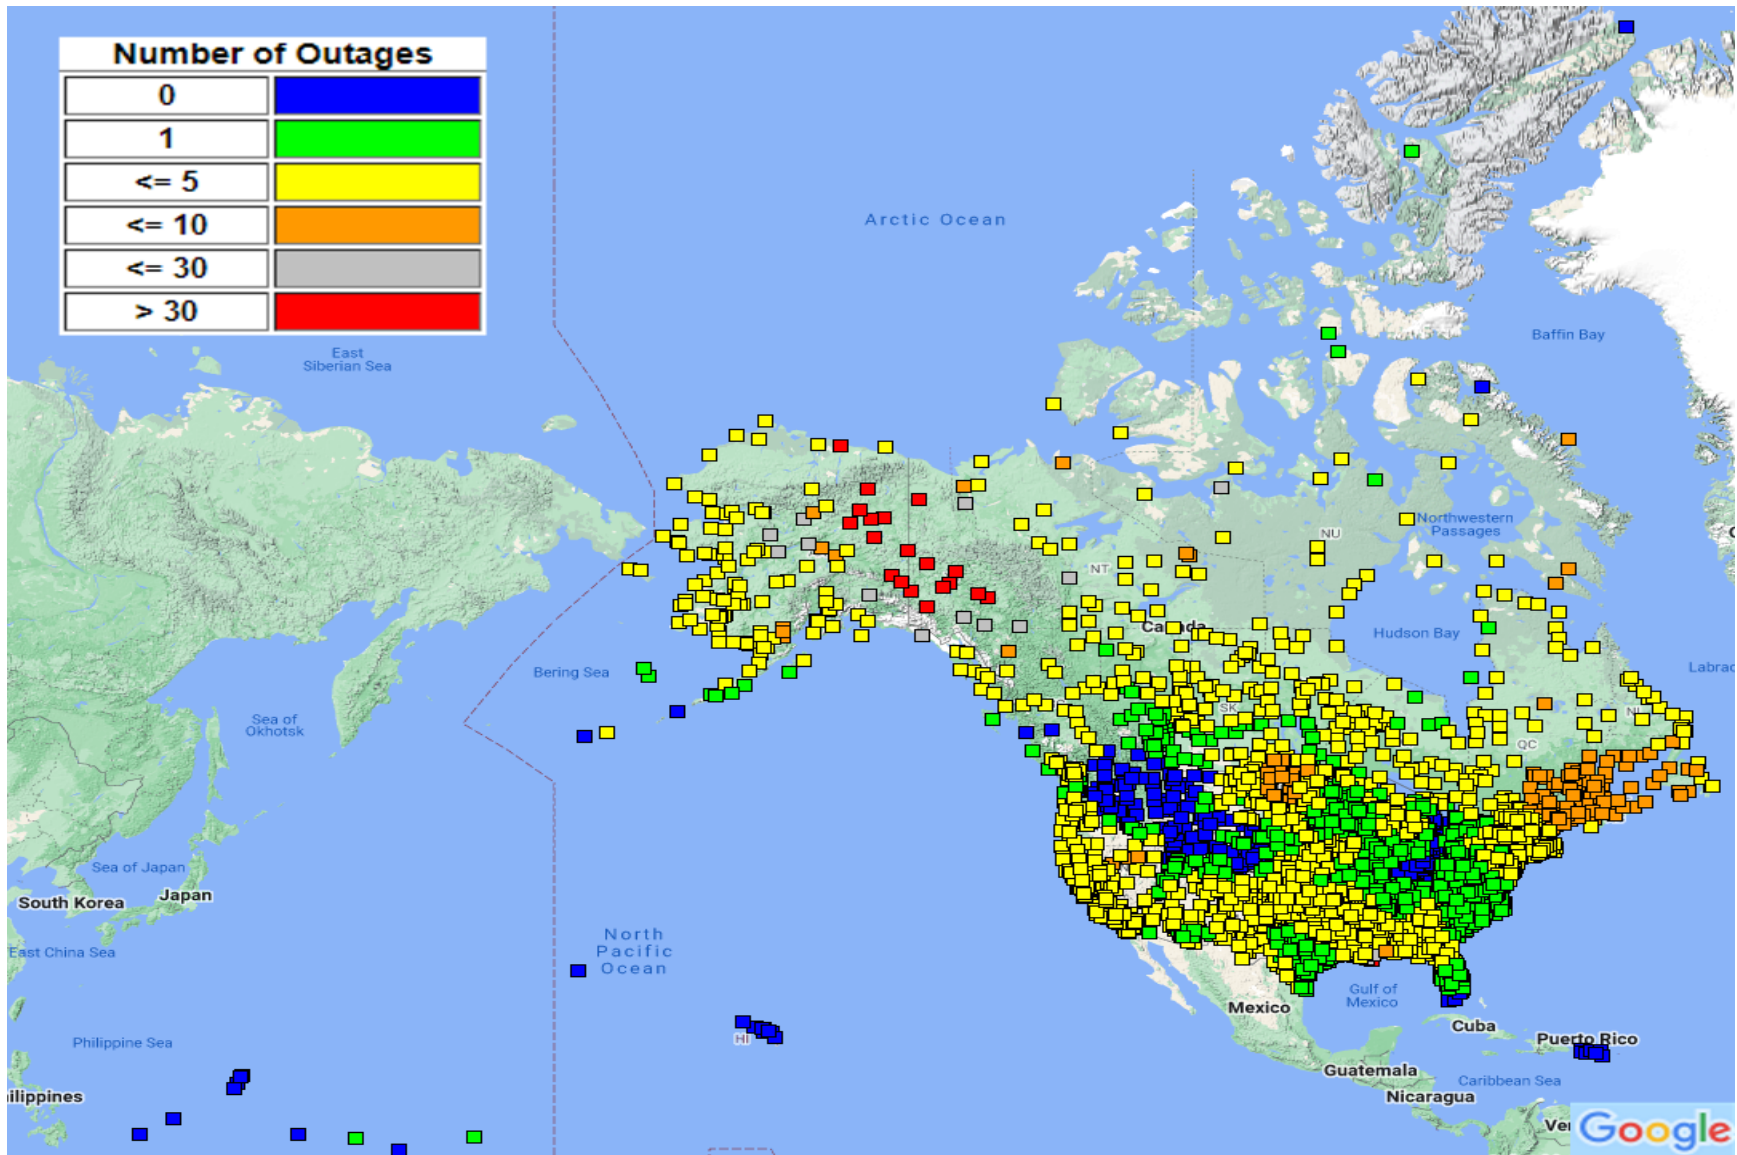 Number of Outages
0
1
<= 5
<= 10
<= 30
> 30
Arctic Ocean
East
Siberian Sea
Baffin Bay
Northwestern
Passages
NU
NT
Canada
Hudson Bay
Bering Sea
Labrac
Sea of
Okhotsk
SK
NL
QC
Sea of Japan
South Korea
Japan
East China Sea
North
Pacific
Ocean
Gulf of
Mexico
Mexico
Cuba
HI
Puerto Rico
Philippine Sea
Guatemala
Caribbean Sea
ilippines
Nicaragua
Ve
Google